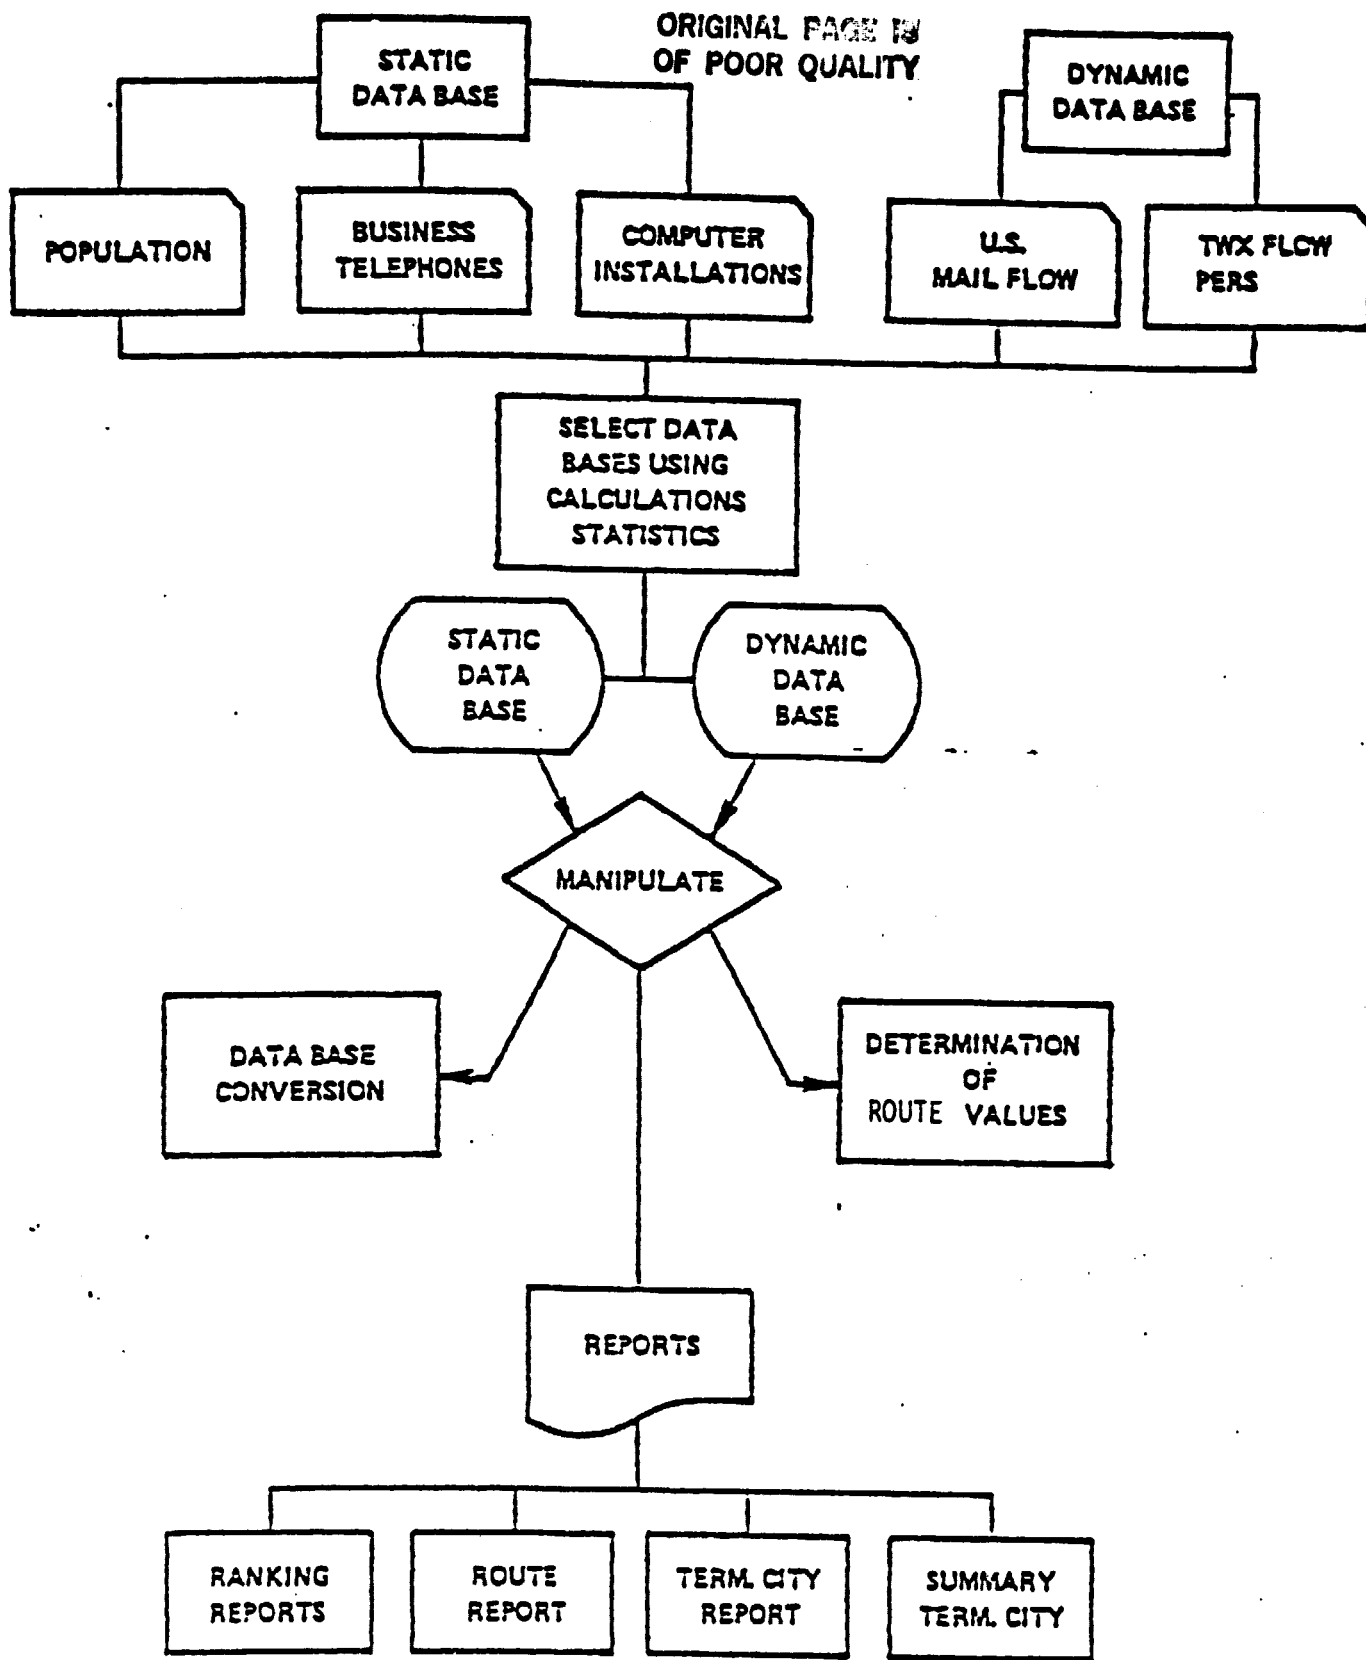 ORIGINAL PAGE IS
OF POOR QUALITY
STATIC
DATA BASE
DYNAMIC
DATA BASE
POPULATION
BUSINESS
TELEPHONES
COMPUTER
INSTALLATIONS
U.S.
MAIL FLOW
TWX FLOW
PERS
SELECT DATA
BASES USING
CALCULATIONS
STATISTICS
STATIC
DATA
BASE
DYNAMIC
DATA
BASE
MANIPULATE
DATA BASE
CONVERSION
DETERMINATION
OF
ROUTE VALUES
REPORTS
RANKING
REPORTS
ROUTE
REPORT
TERM. CITY
REPORT
SUMMARY
TERM. CITY